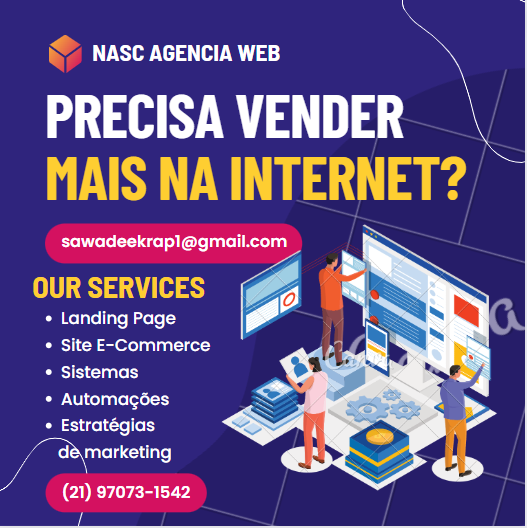 NASC AGENCIA WEB
PRECISA VENDER
MAIS NA INTERNET?
sawadeekrap1@gmail.com
OUR SERVICES
• Landing Page
• Site E-Commerce
• Sistemas
• Automações
• Estratégias
de marketing
(21) 97073-1542